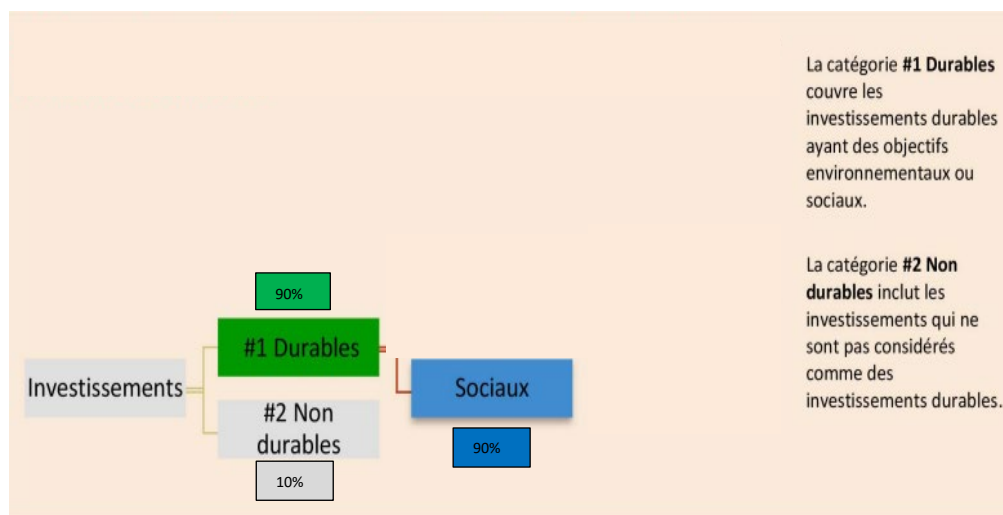 La catégorie #1 Durables
couvre les
investissements durables
ayant des objectifs
environnementaux ou
sociaux.
La catégorie #2 Non
durables inclut les
investissements qui ne
sont pas considérés
comme des
investissements durables.
90%
#1 Durables
Investissements
Sociaux
#2 Non
durables
90%
10%